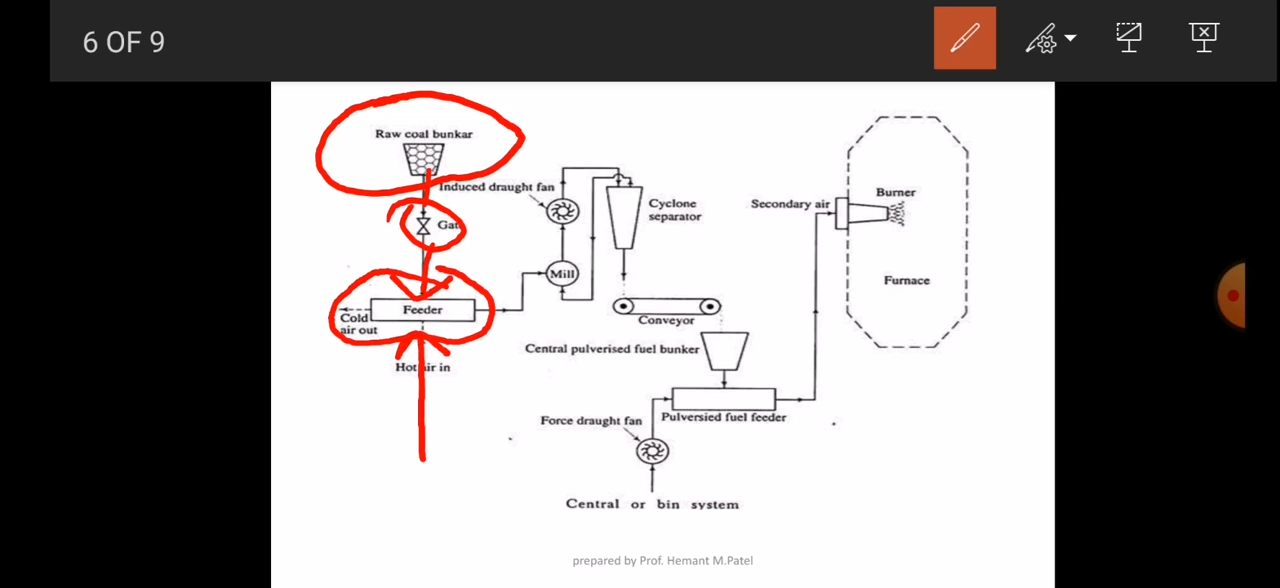 6 OF 9
Raw coal bunkar
Induced draught fan
Gat
Cyclone
separator
Secondary air
Burner
Mill
Furnace
Feeder
Cold
air out
Conveyor
Central pulverised fuel bunker
Hot air in
Force draught fan
Pulversied fuel feeder
Central or bin system
prepared by Prof. Hemant M.Patel